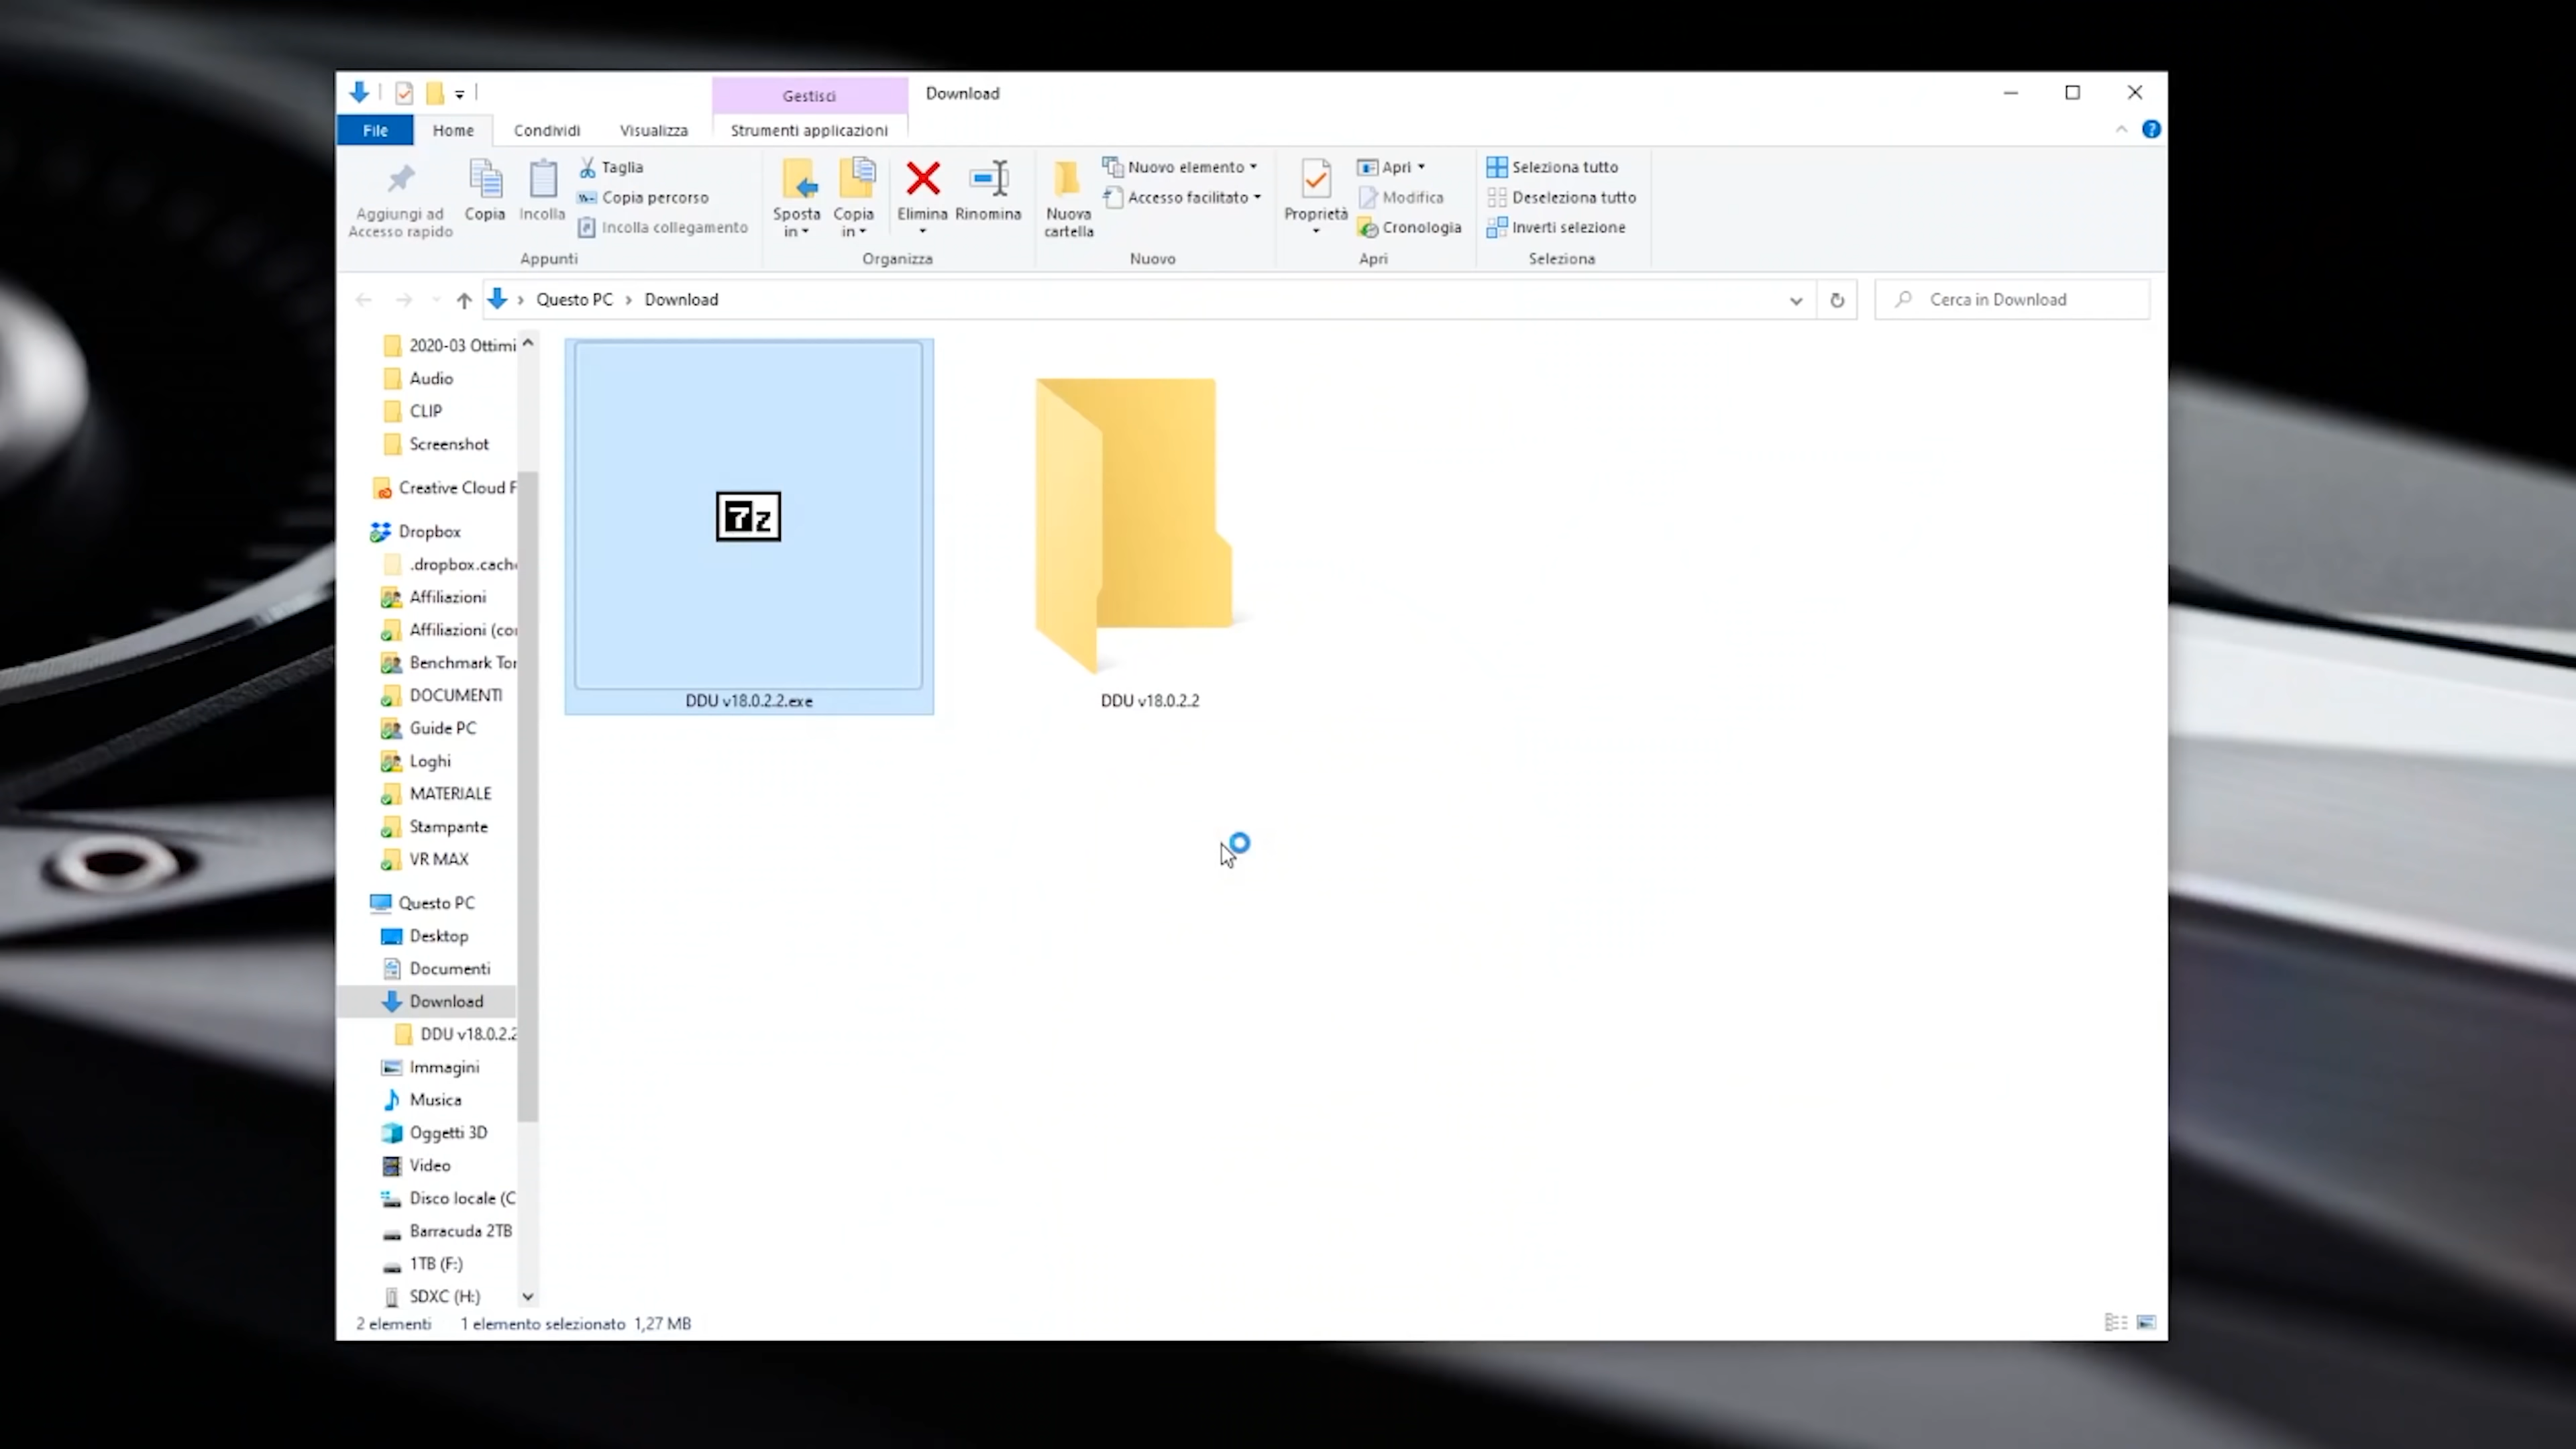 Gestisci
Download
File
Home
Condividi
Visualizza
Strumenti applicazioni
Aggiungi ad
Accesso rapido
Copia
Incolla
Taglia
Copia percorso
Incolla collegamento
Appunti
Sposta
in
Copia
in
Elimina
Rinomina
Organizza
Nuova
cartella
Nuovo elemento
Accesso facilitato
Nuovo
Proprietà
Apri
Modifica
Cronologia
Apri
Seleziona tutto
Deseleziona tutto
Inverti selezione
Seleziona
Questo PC
Download
Cerca in Download
2020-03 Ottimi
Audio
CLIP
Screenshot
Creative Cloud F
Dropbox
.dropbox.cach
Affiliazioni
Affiliazioni (co
Benchmark Tor
DOCUMENTI
Guide PC
Loghi
MATERIALE
Stampante
VR MAX
Questo PC
Desktop
Documenti
Download
DDU v18.0.2.2
Immagini
Musica
Oggetti 3D
Video
Disco locale (C
Barracuda 2TB
1TB (F:)
SDXC (H:)
7z
DDU v18.0.2.2.exe
DDU v18.0.2.2
2 elementi
1 elemento selezionato 1,27 MB